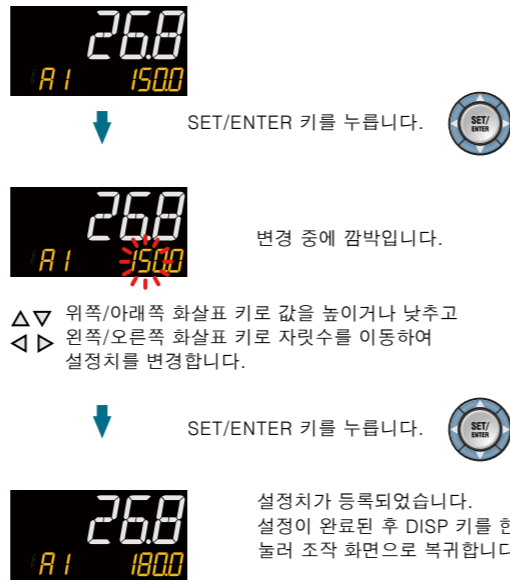 26.8
A1 150.0
SET/ENTER 키를 누릅니다.
SET/
ENTER
26.8
A1 150.0
변경 중에 깜박입니다.
위쪽/아래쪽 화살표 키로 값을 높이거나 낮추고
왼쪽/오른쪽 화살표 키로 자릿수를 이동하여
설정치를 변경합니다.
SET/ENTER 키를 누릅니다.
SET/
ENTER
26.8
A1 180.0
설정치가 등록되었습니다.
설정이 완료된 후 DISP 키를 한
눌러 조작 화면으로 복귀합니다